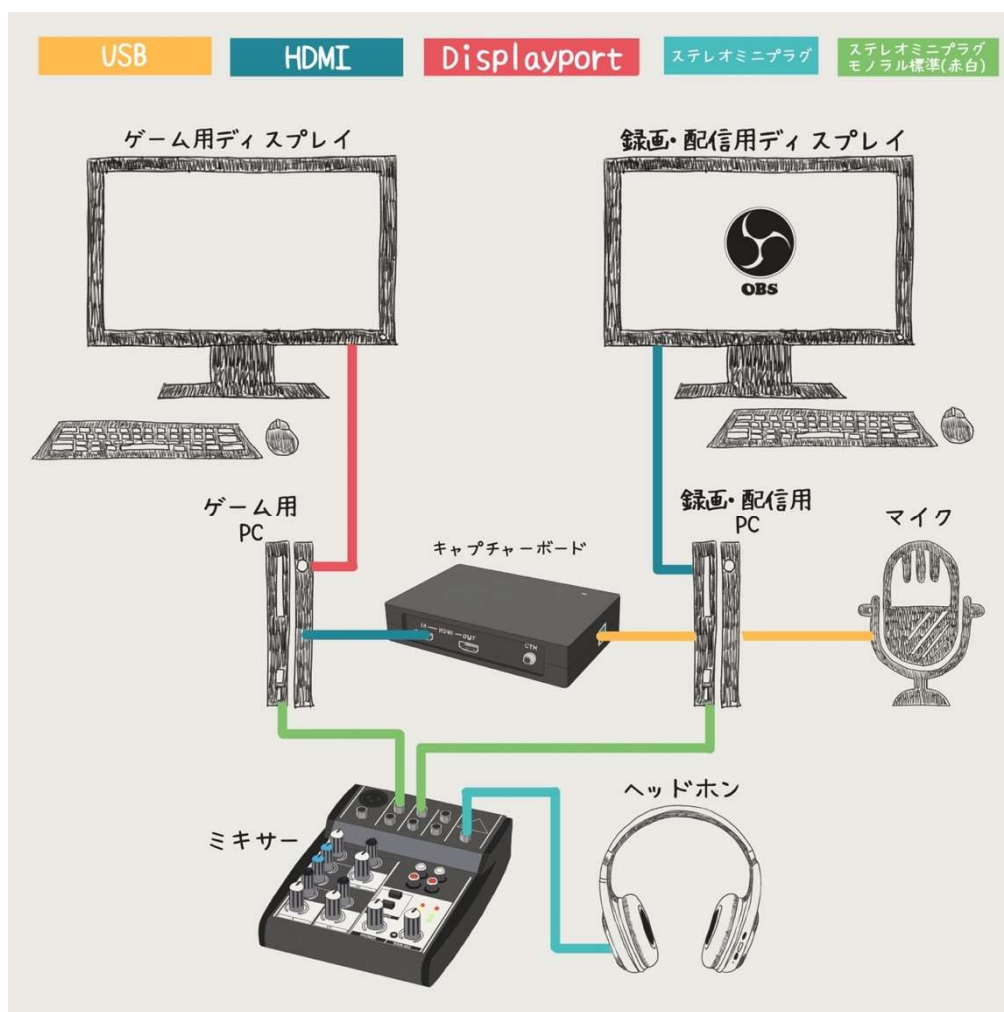 USB
HDMI
Displayport
ステレオミニプラグ
ステレオミニプラグ
モノラル標準(赤白)
ゲーム用ディスプレイ
録画・配信用ディスプレイ
OBS
ゲーム用
PC
キャプチャーボード
録画・配信用
PC
マイク
IN — HDMI — OUT
ミキサー
ヘッドホン